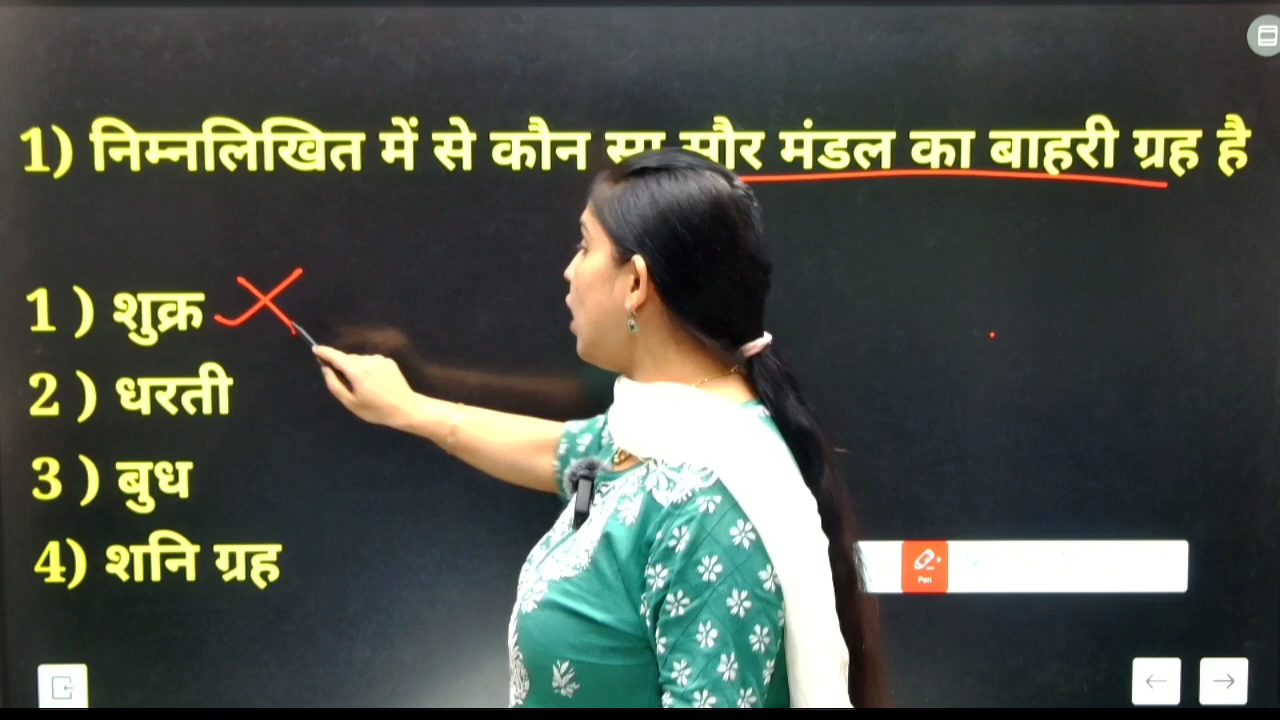 1) निम्नलिखित में से कौन सा सौर मंडल का बाहरी ग्रह है
1 ) शुक्र
2 ) धरती
3 ) बुध
4) शनि ग्रह
Pen